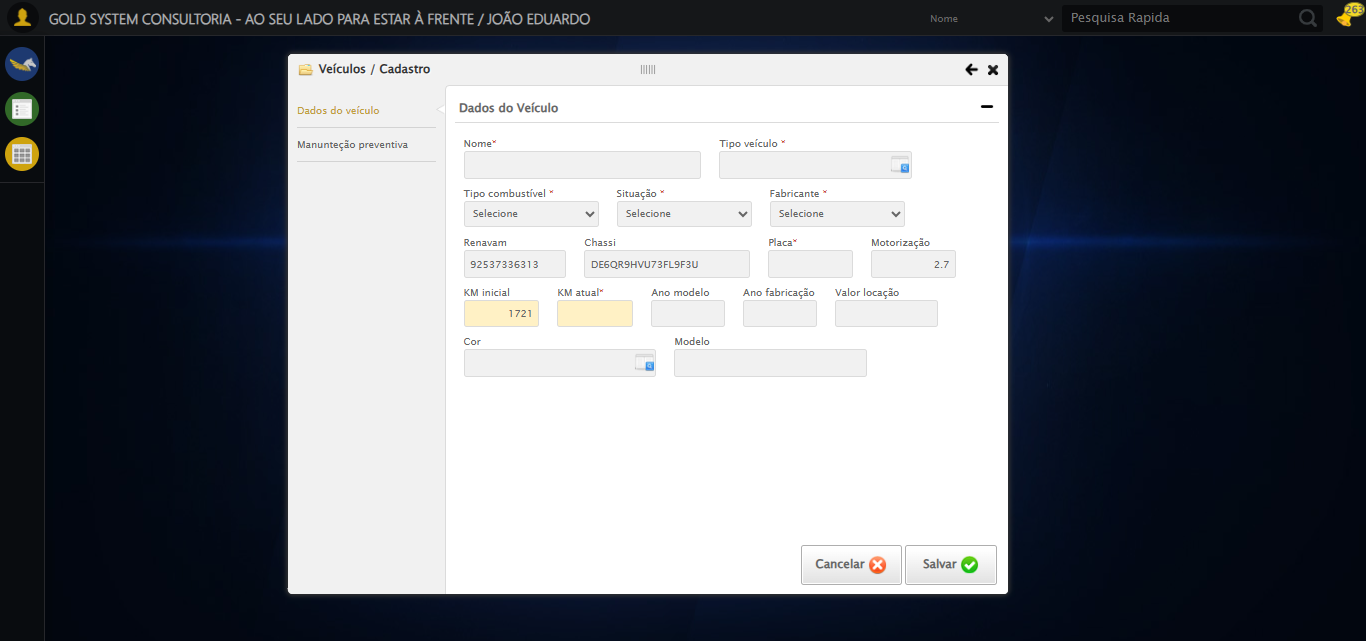 GOLD SYSTEM CONSULTORIA - AO SEU LADO PARA ESTAR À FRENTE / JOÃO EDUARDO
Nome
Pesquisa Rapida
263
Veículos / Cadastro
Dados do veículo
Manunteção preventiva
Dados do Veículo
Nome*
Tipo veículo *
Tipo combustível *
Situação *
Fabricante *
Selecione
Selecione
Selecione
Renavam
Chassi
Placa*
Motorização
92537336313
DE6QR9HVU73FL9F3U
2.7
KM inicial
KM atual*
Ano modelo
Ano fabricação
Valor locação
1721
Cor
Modelo
Cancelar
Salvar